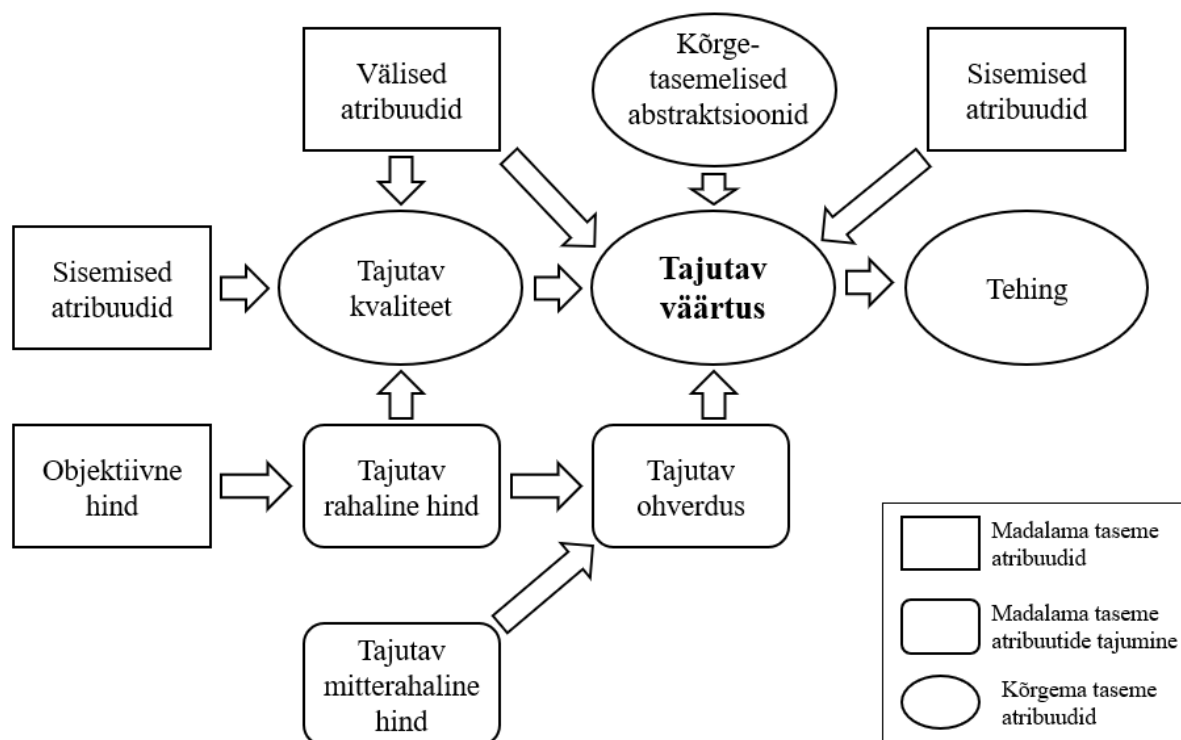 Välised
atribuudid
Kõrge-
tasemelised
abstraktsioonid
Sisemised
atribuudid
Sisemised
atribuudid
Tajutav
kvaliteet
Tajutav
väärtus
Tehing
Objektiivne
hind
Tajutav
rahaline hind
Tajutav
ohverdus
Tajutav
mitterahaline
hind
Madalama taseme
atribuudid
Madalama taseme
atribuutide tajumine
Kõrgema taseme
atribuudid